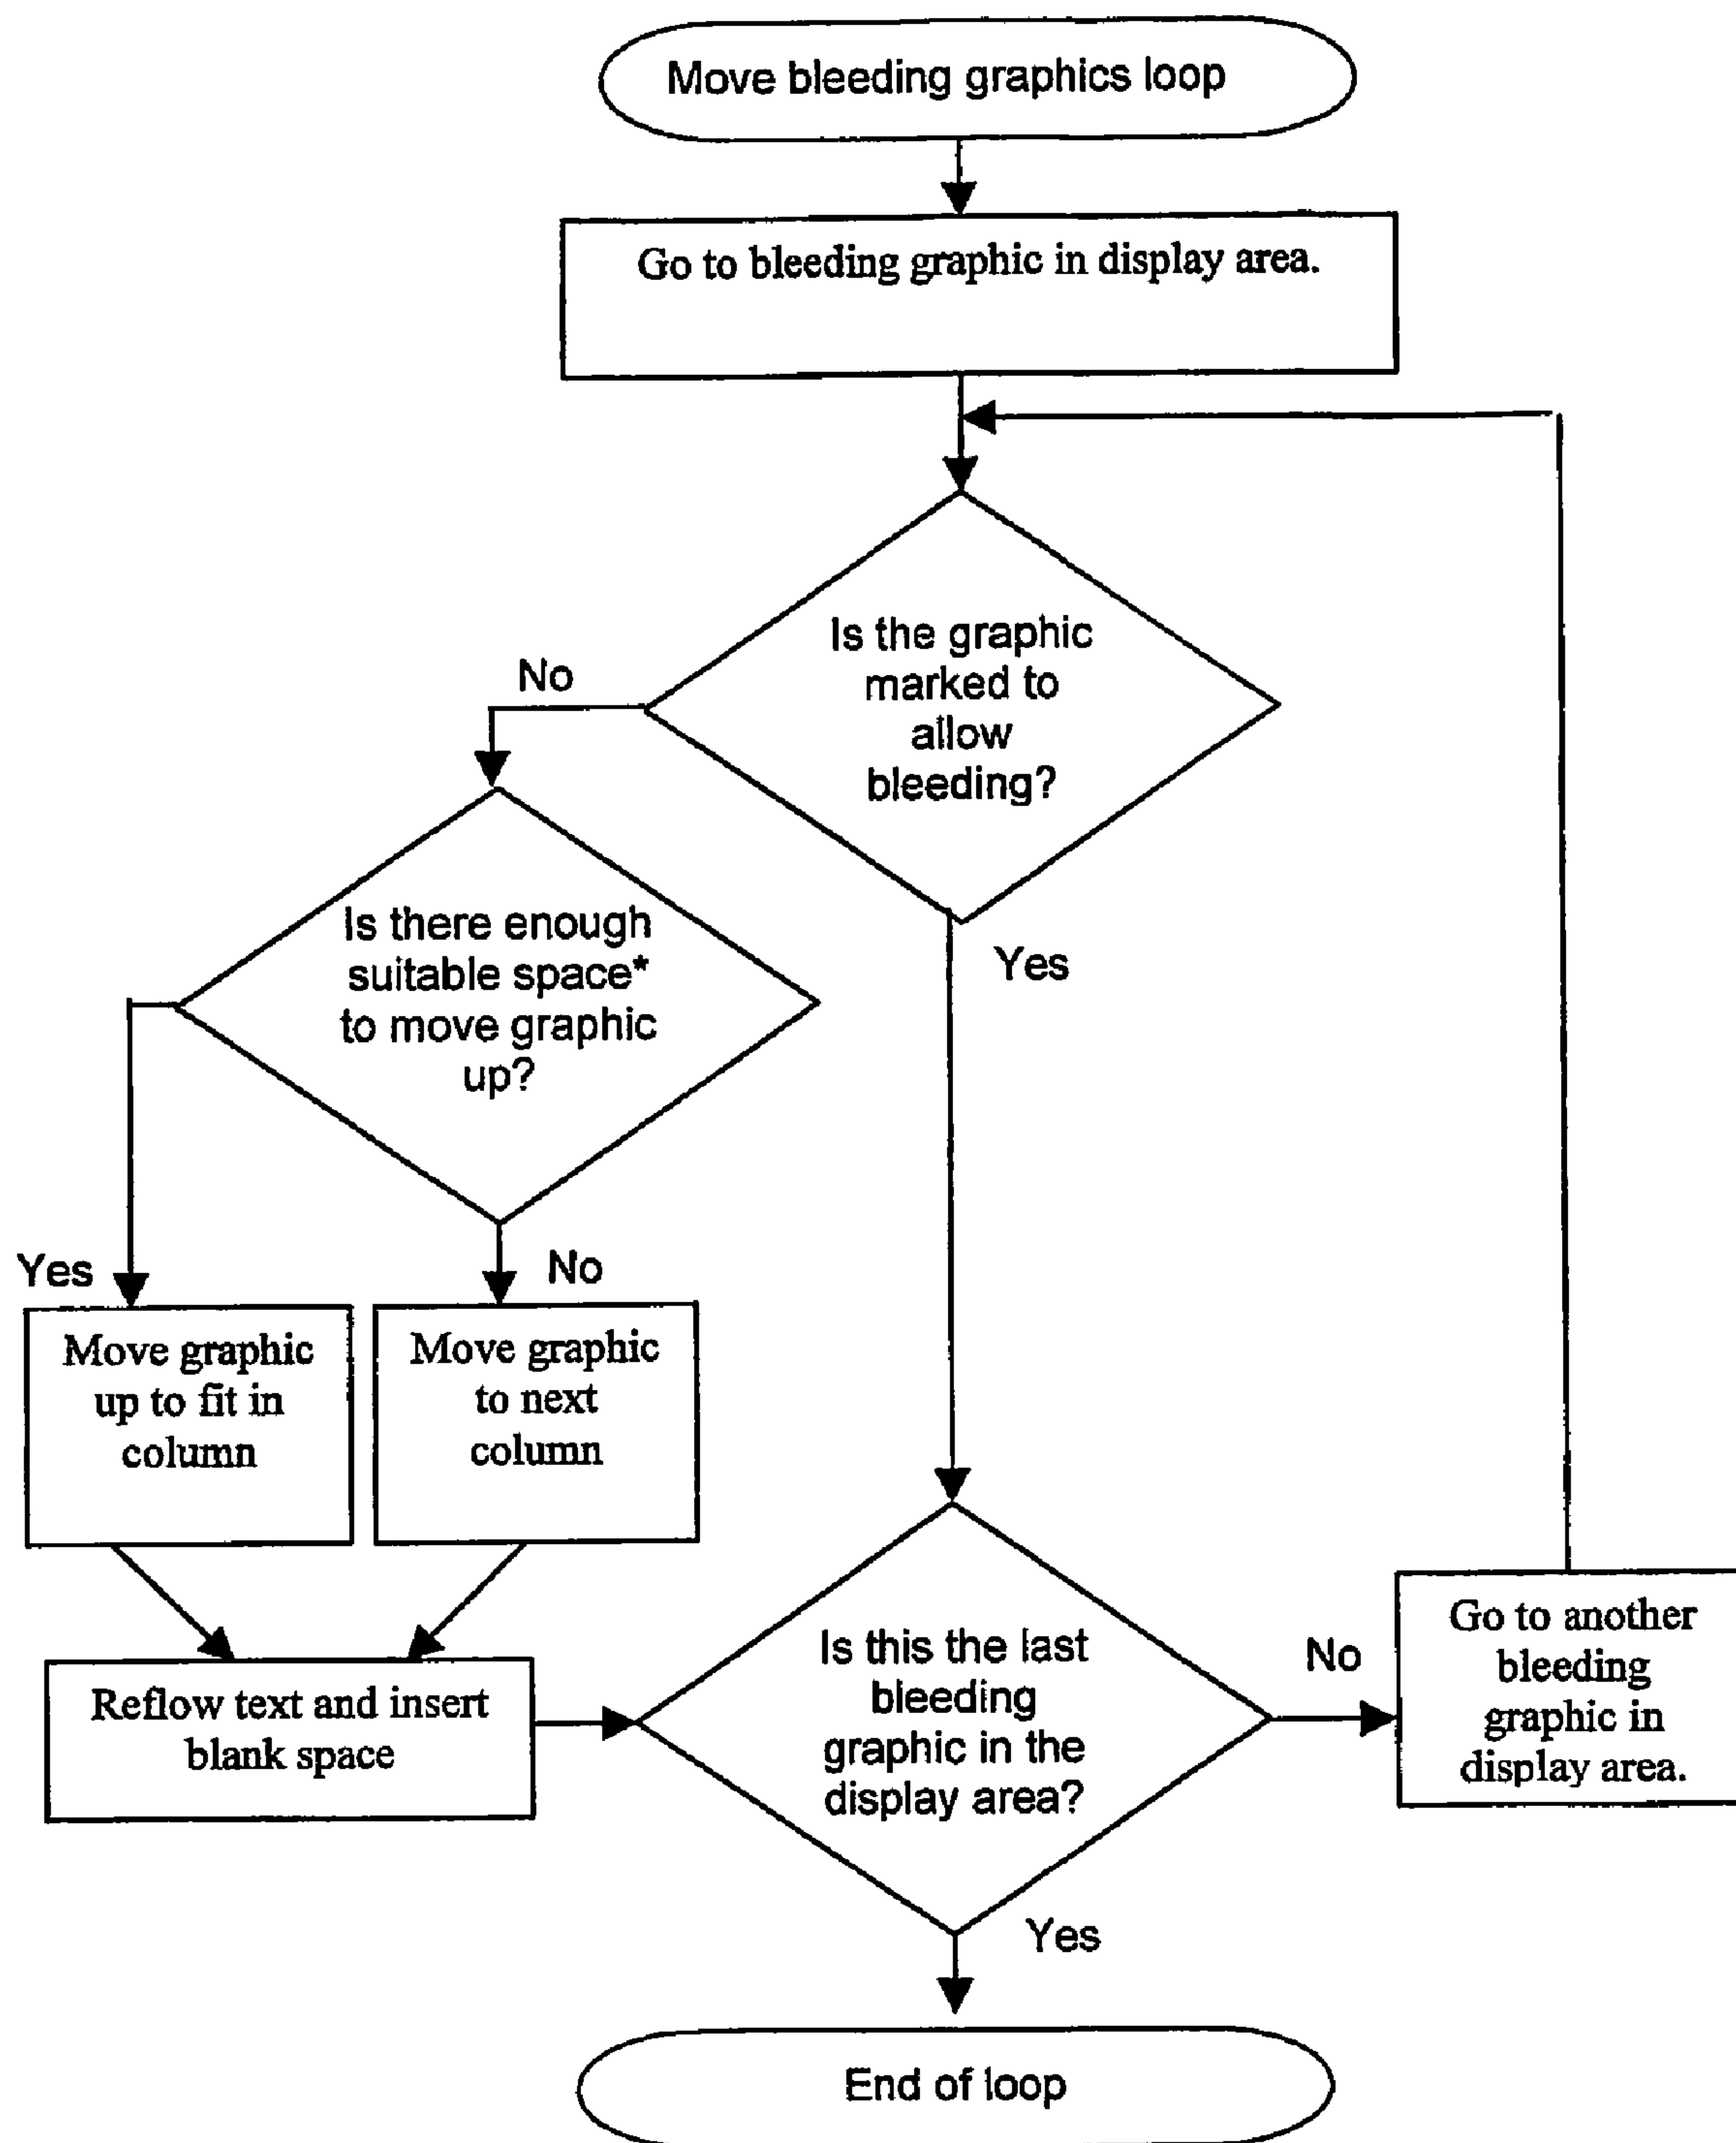 Move bleeding graphics loop
Go to bleeding graphic in display area.
Is the graphic
marked to
allow
bleeding?
No
Yes
Is there enough
suitable space*
to move graphic
up?
Yes
No
Move graphic
up to fit in
column
Move graphic
to next
column
Reflow text and insert
blank space
Is this the last
bleeding
graphic in the
display area?
No
Go to another
bleeding
graphic in
display area.
Yes
End of loop